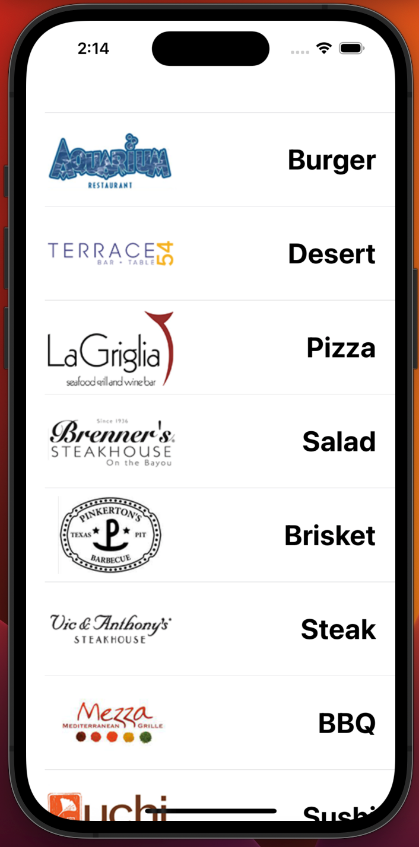 2:14
AQUARIUM
RESTAURANT
Burger
TERRACE 54
BAR • TABLE
Desert
LaGriglia
seafood grill and wine bar
Pizza
Since 1936
Brenner's
STEAKHOUSE
On the Bayou
Salad
PINKERTON'S
TEXAS P PIT
BARBECUE
Brisket
Vic & Anthony's
STEAKHOUSE
Steak
Mezza
MEDITERRANEAN GRILLE
BBQ
uchi
Sushi